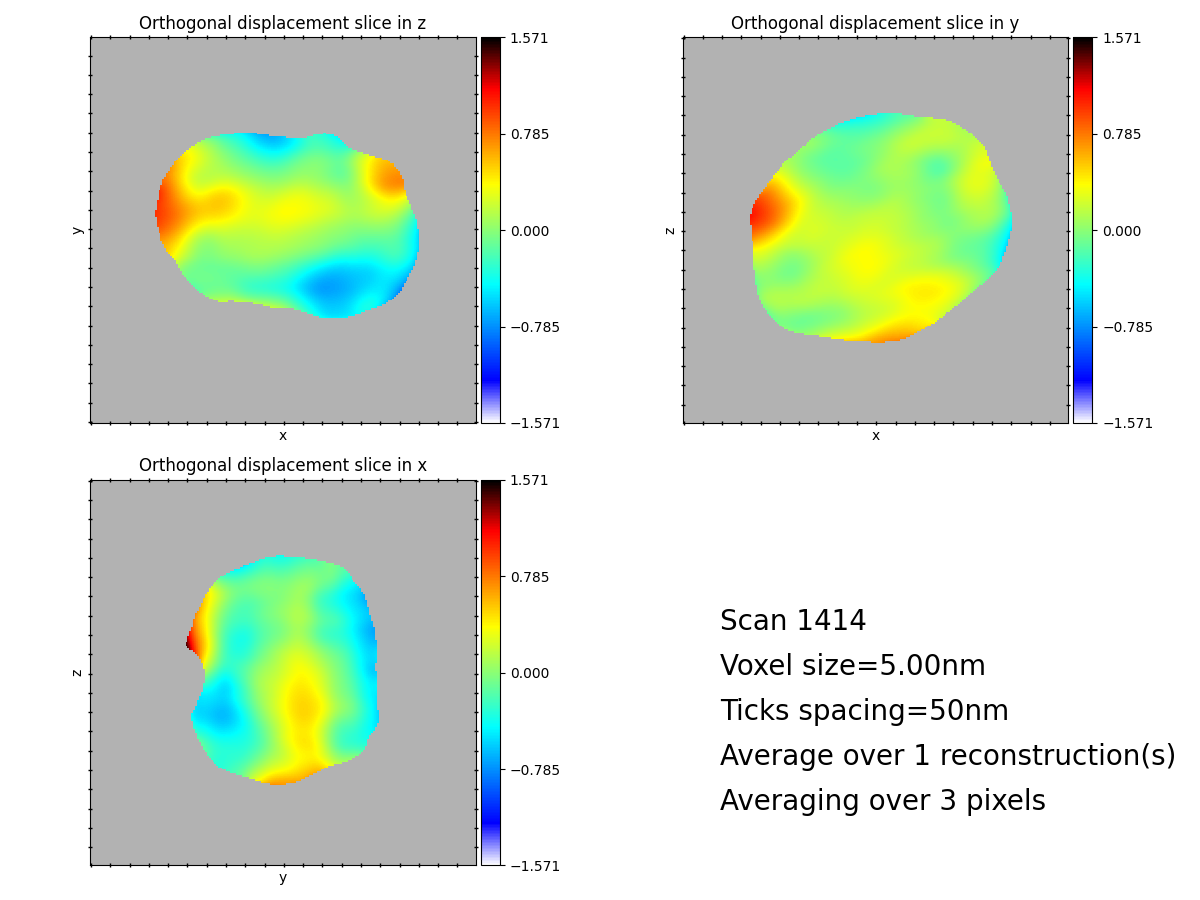 Orthogonal displacement slice in z
1.571
0.785
0.000
−0.785
−1.571
y
x
Orthogonal displacement slice in y
1.571
0.785
0.000
−0.785
−1.571
z
x
Orthogonal displacement slice in x
1.571
0.785
0.000
−0.785
−1.571
z
y
Scan 1414
Voxel size=5.00nm
Ticks spacing=50nm
Average over 1 reconstruction(s)
Averaging over 3 pixels